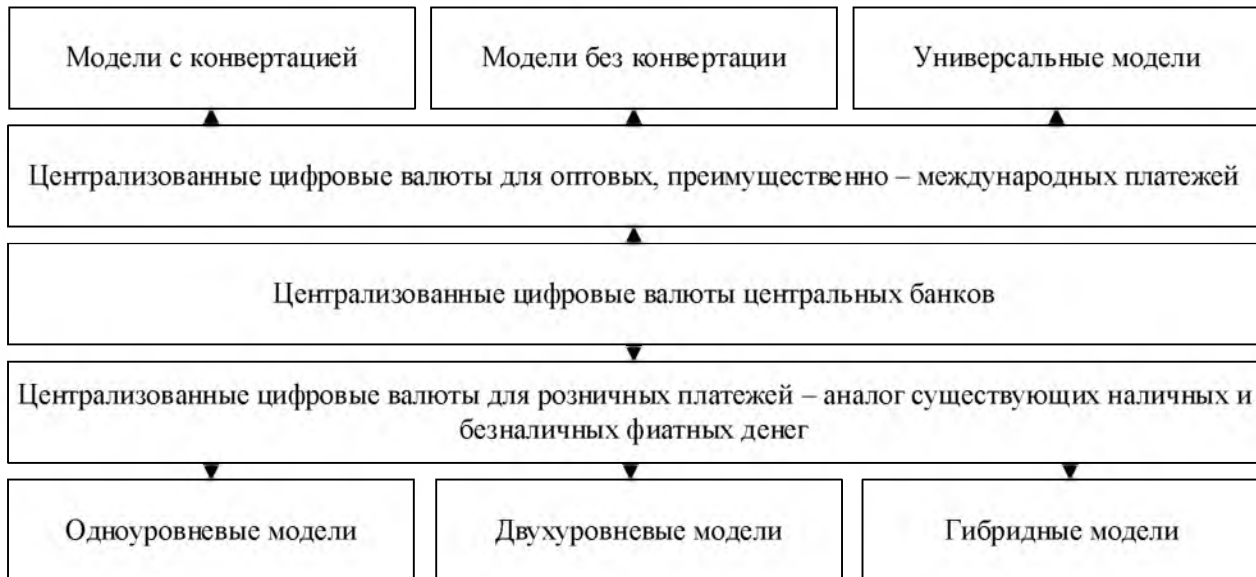 Модели с конвертацией
Модели без конвертации
Универсальные модели
Централизованные цифровые валюты для оптовых, преимущественно – международных платежей
Централизованные цифровые валюты центральных банков
Централизованные цифровые валюты для розничных платежей – аналог существующих наличных и
безналичных фиатных денег
Одноуровневые модели
Двухуровневые модели
Гибридные модели